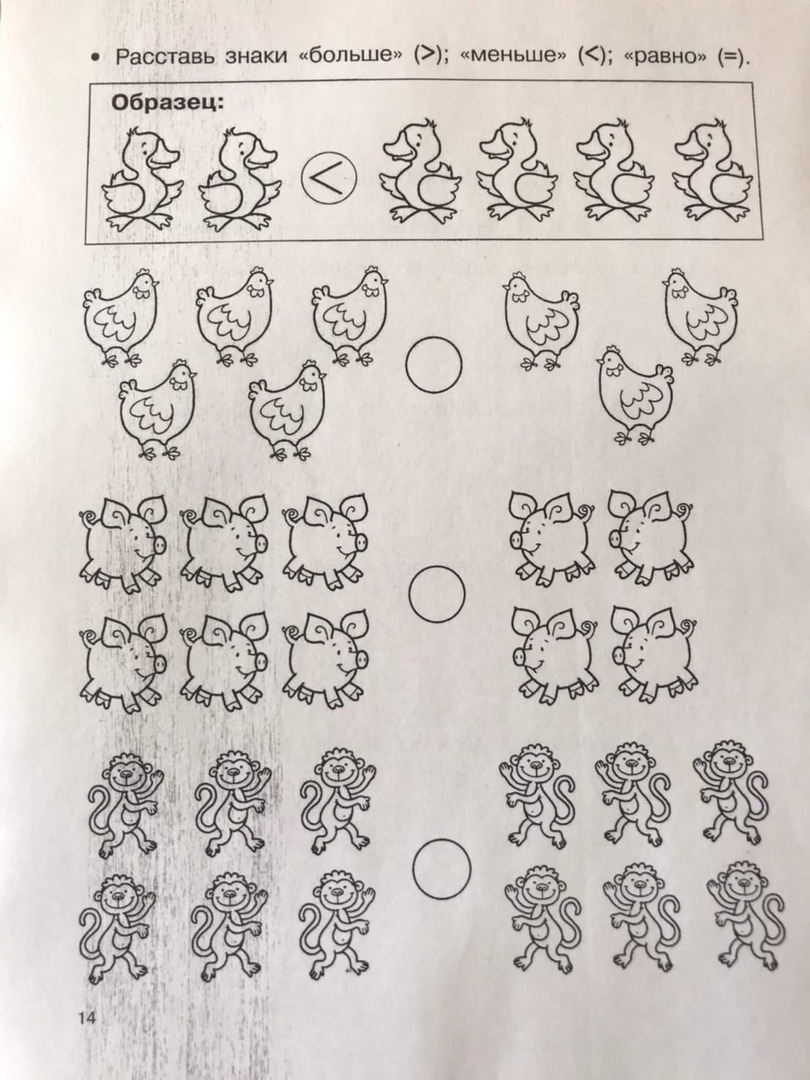 • Расставь знаки «больше» (>); «меньше» (<); «равно» (=).
Образец:
<
14